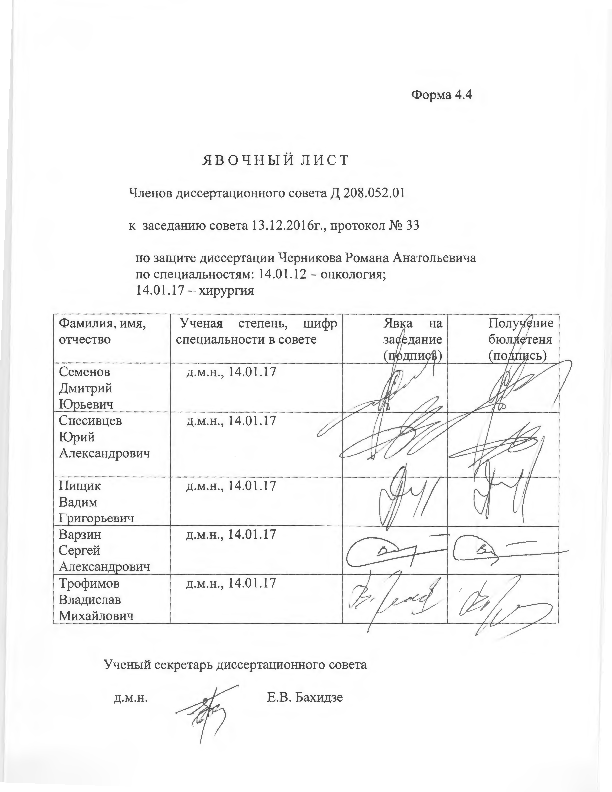 Форма 4.4
ЯВОЧНЫЙ ЛИСТ
Членов диссертационного совета Д 208.052.01
к заседанию совета 13.12.2016г., протокол № 33
по защите диссертации Черникова Романа Анатольевича
по специальностям: 14.01.12 – онкология;
14.01.17 – хирургия
Фамилия, имя, отчество
Ученая степень, шифр специальности в совете
Явка на заседание (подпись)
Получение бюллетеня (подпись)
Семенов
Дмитрий
Юрьевич
д.м.н., 14.01.17
Спесивцев
Юрий
Александрович
д.м.н., 14.01.17
Пищик
Вадим
Григорьевич
д.м.н., 14.01.17
Варзин
Сергей
Александрович
д.м.н., 14.01.17
Трофимов
Владислав
Михайлович
д.м.н., 14.01.17
Ученый секретарь диссертационного совета
д.м.н. Е.В. Бахидзе